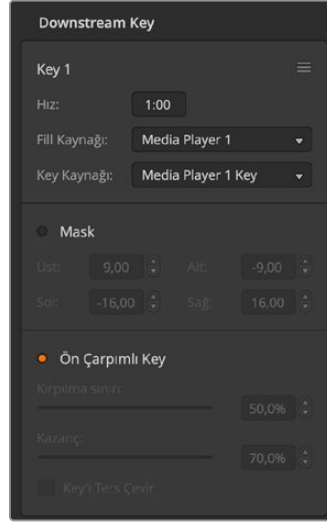 Downstream Key
Key 1
Hız: 1:00
Fill Kaynağı: Media Player 1
Key Kaynağı: Media Player 1 Key
Mask
Üst: 9,00 Alt: -9,00
Sol: -16,00 Sağ: 16,00
Ön Çarpımlı Key
Kırpılma sınırı:
50,0%
Kazanç:
70,0%
Key'i Ters Çevir